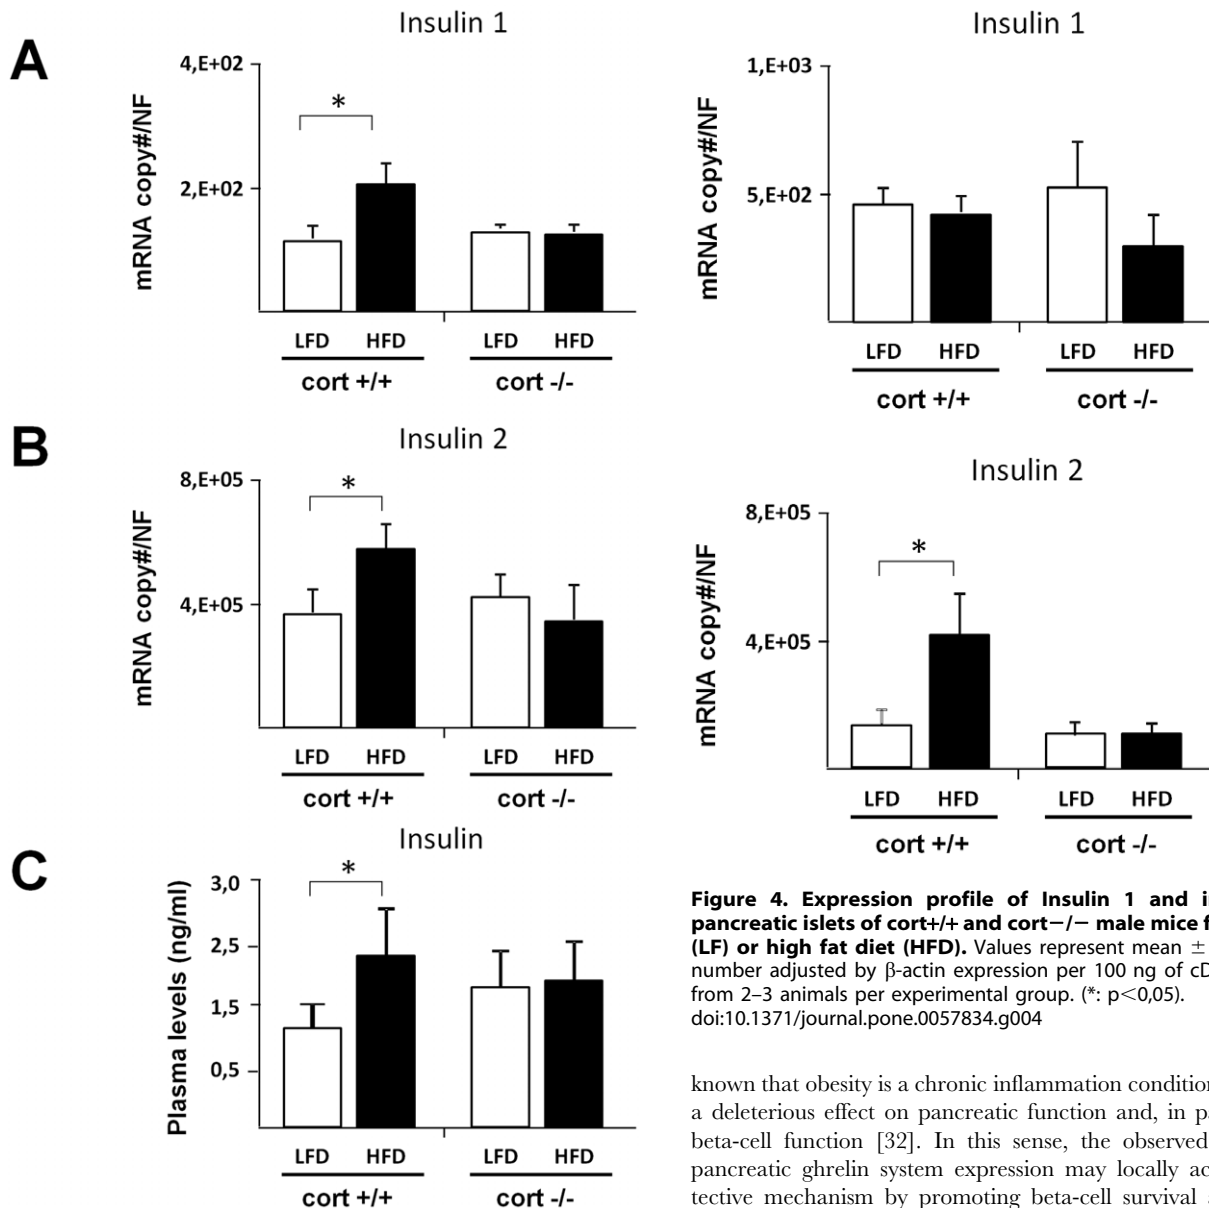 A
Insulin 1
mRNA copy#/NF
4,E+02
2,E+02
*
LFD HFD LFD HFD
cort +/+ cort -/-
B
Insulin 2
mRNA copy#/NF
8,E+05
4,E+05
*
LFD HFD LFD HFD
cort +/+ cort -/-
C
Insulin
Plasma levels (ng/ml)
3,0
2,5
1,5
0,5
*
LFD HFD LFD HFD
cort +/+ cort -/-
Insulin 1
mRNA copy#/NF
1,E+03
5,E+02
LFD HFD LFD HFD
cort +/+ cort -/-
Insulin 2
mRNA copy#/NF
8,E+05
4,E+05
*
LFD HFD LFD HFD
cort +/+ cort -/-
Figure 4. Expression profile of Insulin 1 and
pancreatic islets of cort+/+ and cort−/− male mice
(LF) or high fat diet (HFD). Values represent mean ±
number adjusted by β-actin expression per 100 ng of
from 2–3 animals per experimental group. (*: p<0,05).
doi:10.1371/journal.pone.0057834.g004
known that obesity is a chronic inflammation condition
a deleterious effect on pancreatic function and, in
beta-cell function [32]. In this sense, the observed
pancreatic ghrelin system expression may locally
tective mechanism by promoting beta-cell survival